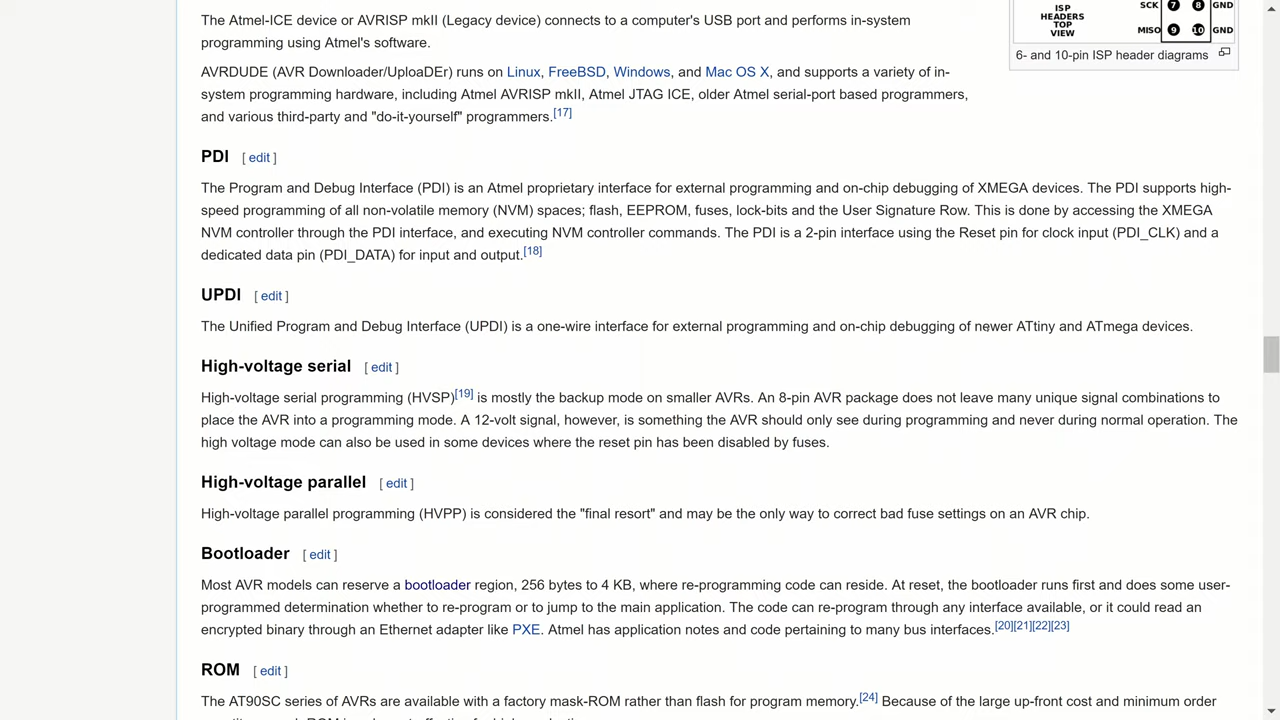 The Atmel-ICE device or AVRISP mkII (Legacy device) connects to a computer's USB port and performs in-system
programming using Atmel's software.
ISP
HEADERS
TOP
VIEW
SCK 7 8 GND
MISO 9 10 GND
6- and 10-pin ISP header diagrams
AVRDUDE (AVR Downloader/UploaDEr) runs on Linux, FreeBSD, Windows, and Mac OS X, and supports a variety of in-
system programming hardware, including Atmel AVRISP mkII, Atmel JTAG ICE, older Atmel serial-port based programmers,
and various third-party and "do-it-yourself" programmers.[17]
PDI [ edit ]
The Program and Debug Interface (PDI) is an Atmel proprietary interface for external programming and on-chip debugging of XMEGA devices. The PDI supports high-
speed programming of all non-volatile memory (NVM) spaces; flash, EEPROM, fuses, lock-bits and the User Signature Row. This is done by accessing the XMEGA
NVM controller through the PDI interface, and executing NVM controller commands. The PDI is a 2-pin interface using the Reset pin for clock input (PDI_CLK) and a
dedicated data pin (PDI_DATA) for input and output.[18]
UPDI [ edit ]
The Unified Program and Debug Interface (UPDI) is a one-wire interface for external programming and on-chip debugging of newer ATtiny and ATmega devices.
High-voltage serial [ edit ]
High-voltage serial programming (HVSP)[19] is mostly the backup mode on smaller AVRs. An 8-pin AVR package does not leave many unique signal combinations to
place the AVR into a programming mode. A 12-volt signal, however, is something the AVR should only see during programming and never during normal operation. The
high voltage mode can also be used in some devices where the reset pin has been disabled by fuses.
High-voltage parallel [ edit ]
High-voltage parallel programming (HVPP) is considered the "final resort" and may be the only way to correct bad fuse settings on an AVR chip.
Bootloader [ edit ]
Most AVR models can reserve a bootloader region, 256 bytes to 4 KB, where re-programming code can reside. At reset, the bootloader runs first and does some user-
programmed determination whether to re-program or to jump to the main application. The code can re-program through any interface available, or it could read an
encrypted binary through an Ethernet adapter like PXE. Atmel has application notes and code pertaining to many bus interfaces.[20][21][22][23]
ROM [ edit ]
The AT90SC series of AVRs are available with a factory mask-ROM rather than flash for program memory.[24] Because of the large up-front cost and minimum order